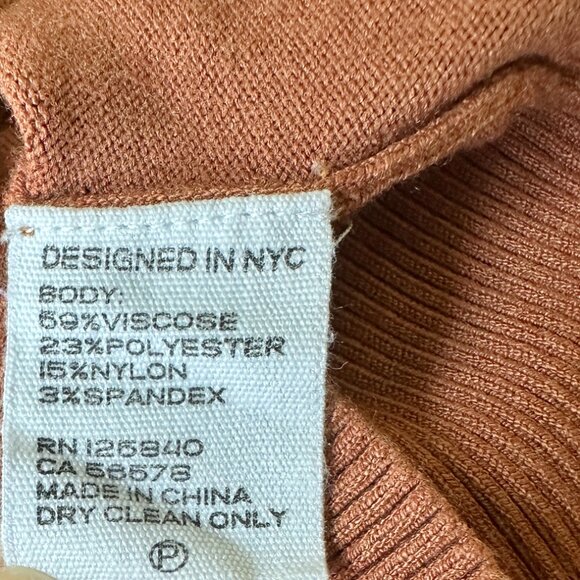 DESIGNED IN NYC
BODY:
59%VISCOSE
23%POLYESTER
15%NYLON
3%SPANDEX
RN 125840
CA 56578
MADE IN CHINA
DRY CLEAN ONLY
P